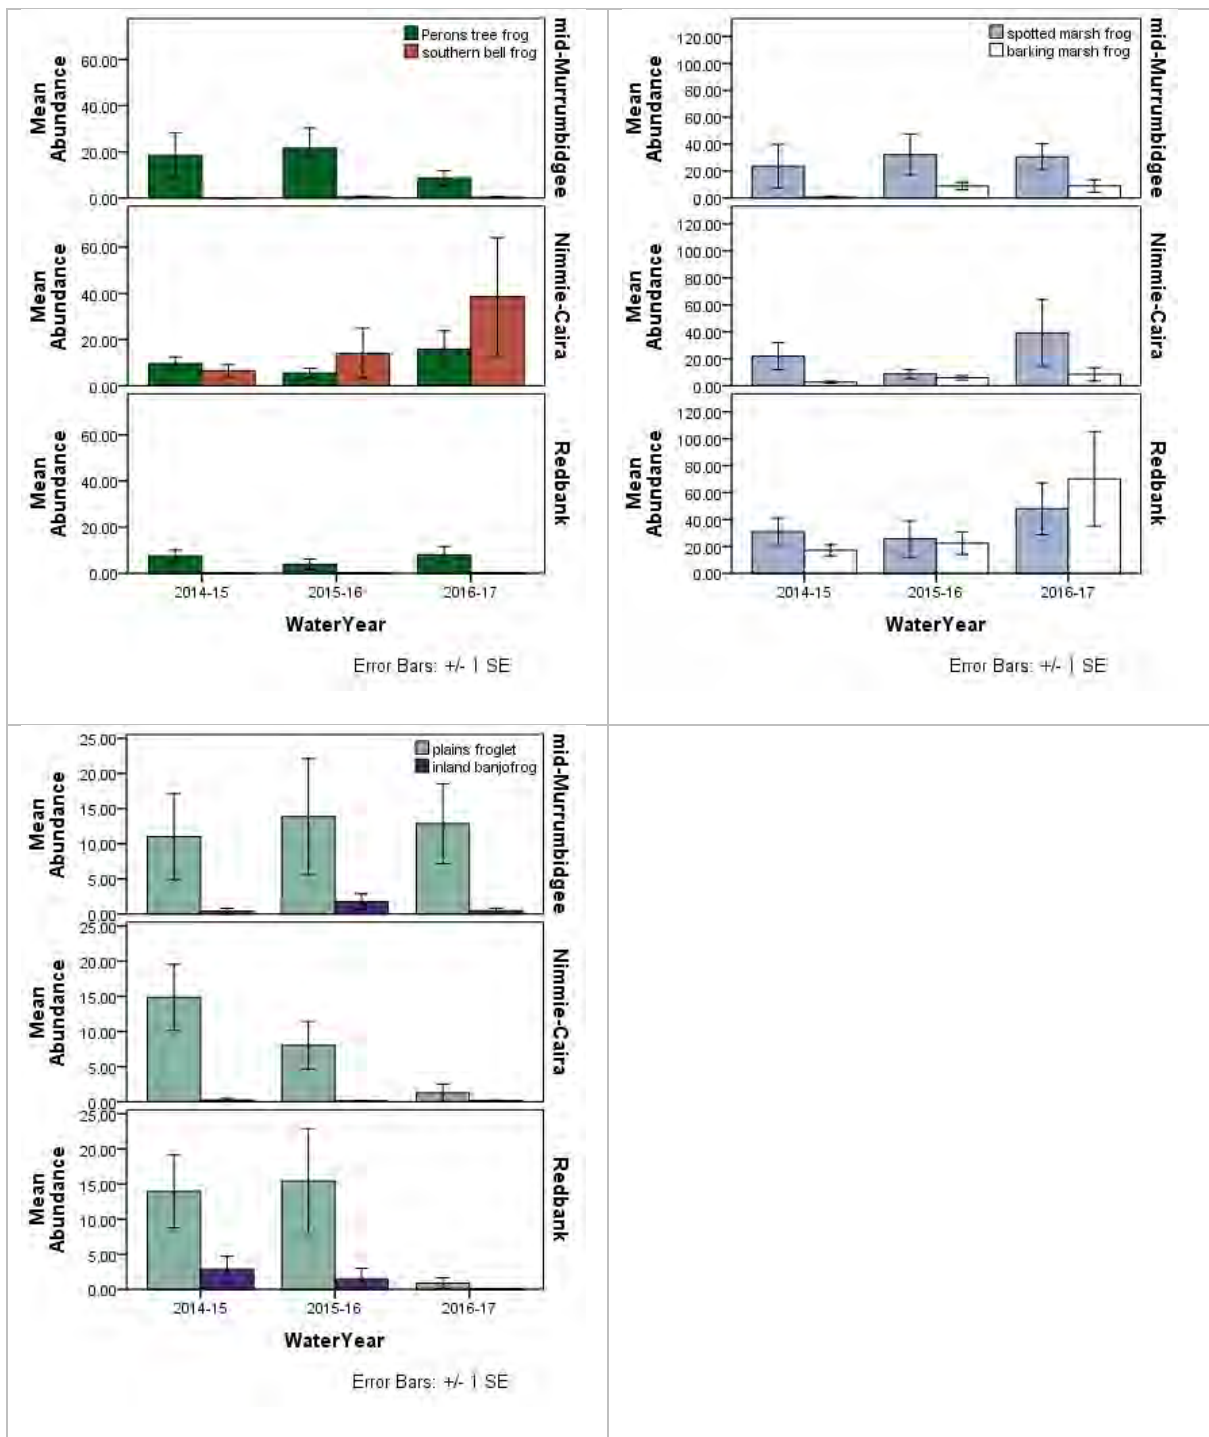 Perons tree frog
southern bell frog
Mean Abundance
60.00
40.00
20.00
0.00
mid-Murrumbidgee
Mean Abundance
60.00
40.00
20.00
0.00
Nimmie-Caira
Mean Abundance
60.00
40.00
20.00
0.00
Redbank
2014-15 2015-16 2016-17
WaterYear
Error Bars: +/- 1 SE
spotted marsh frog
barking marsh frog
Mean Abundance
120.00
100.00
80.00
60.00
40.00
20.00
0.00
mid-Murrumbidgee
Mean Abundance
120.00
100.00
80.00
60.00
40.00
20.00
0.00
Nimmie-Caira
Mean Abundance
120.00
100.00
80.00
60.00
40.00
20.00
0.00
Redbank
2014-15 2015-16 2016-17
WaterYear
Error Bars: +/- 1 SE
plains froglet
inland banjofrog
Mean Abundance
25.00
20.00
15.00
10.00
5.00
0.00
mid-Murrumbidgee
Mean Abundance
25.00
20.00
15.00
10.00
5.00
0.00
Nimmie-Caira
Mean Abundance
25.00
20.00
15.00
10.00
5.00
0.00
Redbank
2014-15 2015-16 2016-17
WaterYear
Error Bars: +/- 1 SE